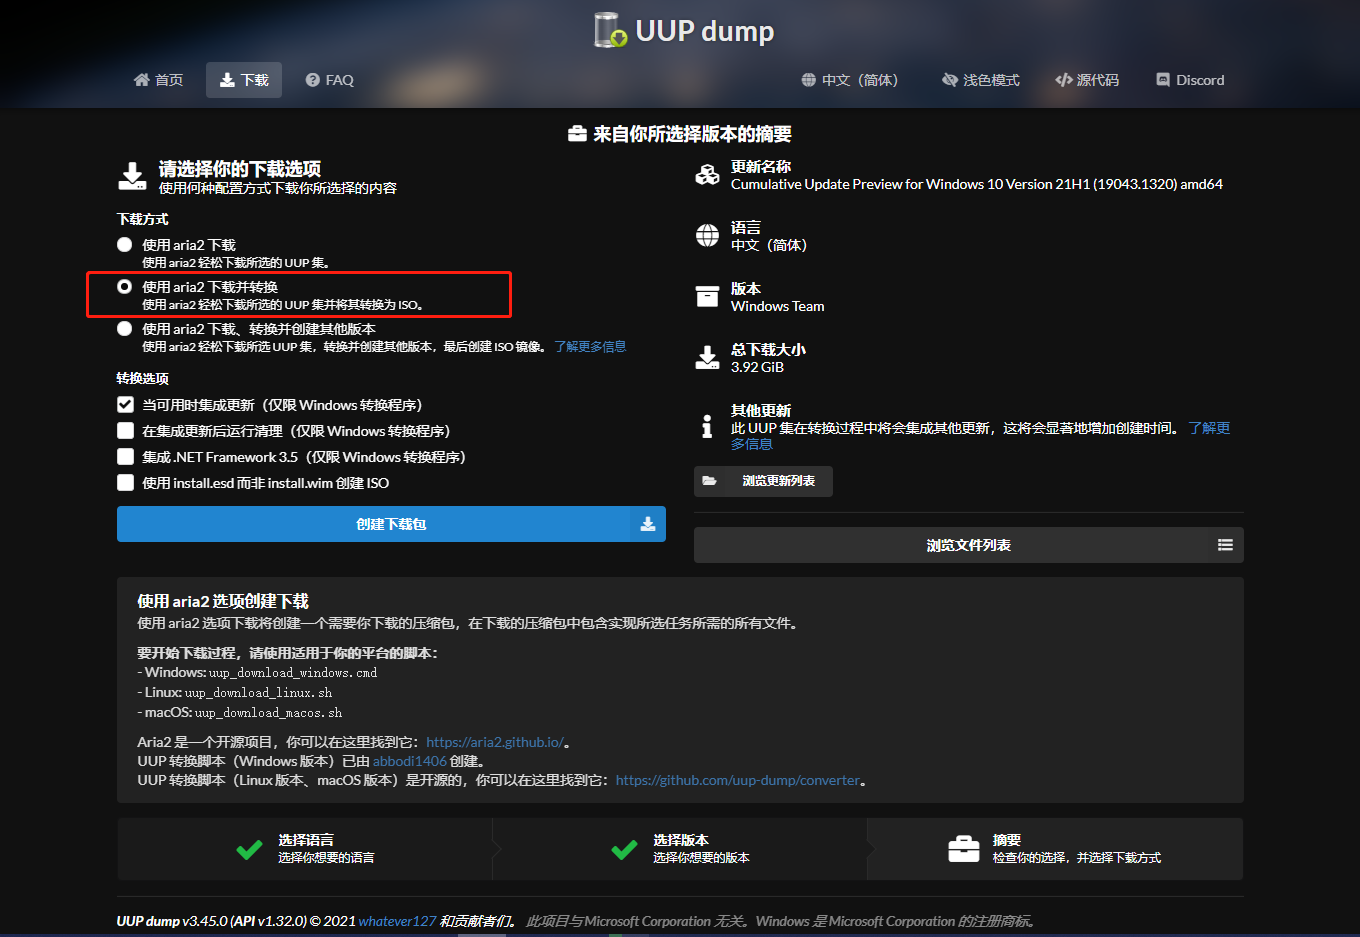 UUP dump
首页
下载
FAQ
中文（简体）
浅色模式
源代码
Discord
来自你所选择版本的摘要
请选择你的下载选项
使用何种配置方式下载你所选择的内容
下载方式
使用 aria2 下载
使用 aria2 轻松下载所选的 UUP 集。
使用 aria2 下载并转换
使用 aria2 轻松下载所选的 UUP 集并将其转换为 ISO。
使用 aria2 下载、转换并创建其他版本
使用 aria2 轻松下载所选 UUP 集，转换并创建其他版本，最后创建 ISO 镜像。 了解更多信息
转换选项
当可用时集成更新（仅限 Windows 转换程序）
在集成更新后运行清理（仅限 Windows 转换程序）
集成 .NET Framework 3.5（仅限 Windows 转换程序）
使用 install.esd 而非 install.wim 创建 ISO
创建下载包
更新名称
Cumulative Update Preview for Windows 10 Version 21H1 (19043.1320) amd64
语言
中文（简体）
版本
Windows Team
总下载大小
3.92 GiB
其他更新
此 UUP 集在转换过程中将会集成其他更新，这将会显著地增加创建时间。 了解更
多信息
浏览更新列表
浏览文件列表
使用 aria2 选项创建下载
使用 aria2 选项下载将创建一个需要你下载的压缩包，在下载的压缩包中包含实现所选任务所需的所有文件。
要开始下载过程，请使用适用于你的平台的脚本：
- Windows: uup_download_windows.cmd
- Linux: uup_download_linux.sh
- macOS: uup_download_macos.sh
Aria2 是一个开源项目，你可以在这里找到它：https://aria2.github.io/。
UUP 转换脚本（Windows 版本）已由 abbodi1406 创建。
UUP 转换脚本（Linux 版本、macOS 版本）是开源的，你可以在这里找到它：https://github.com/uup-dump/converter。
选择语言
选择你想要的语言
选择版本
选择你想要的版本
摘要
检查你的选择，并选择下载方式
UUP dump v3.45.0 (API v1.32.0) © 2021 whatever127 和贡献者们。 此项目与 Microsoft Corporation 无关。Windows 是 Microsoft Corporation 的注册商标。